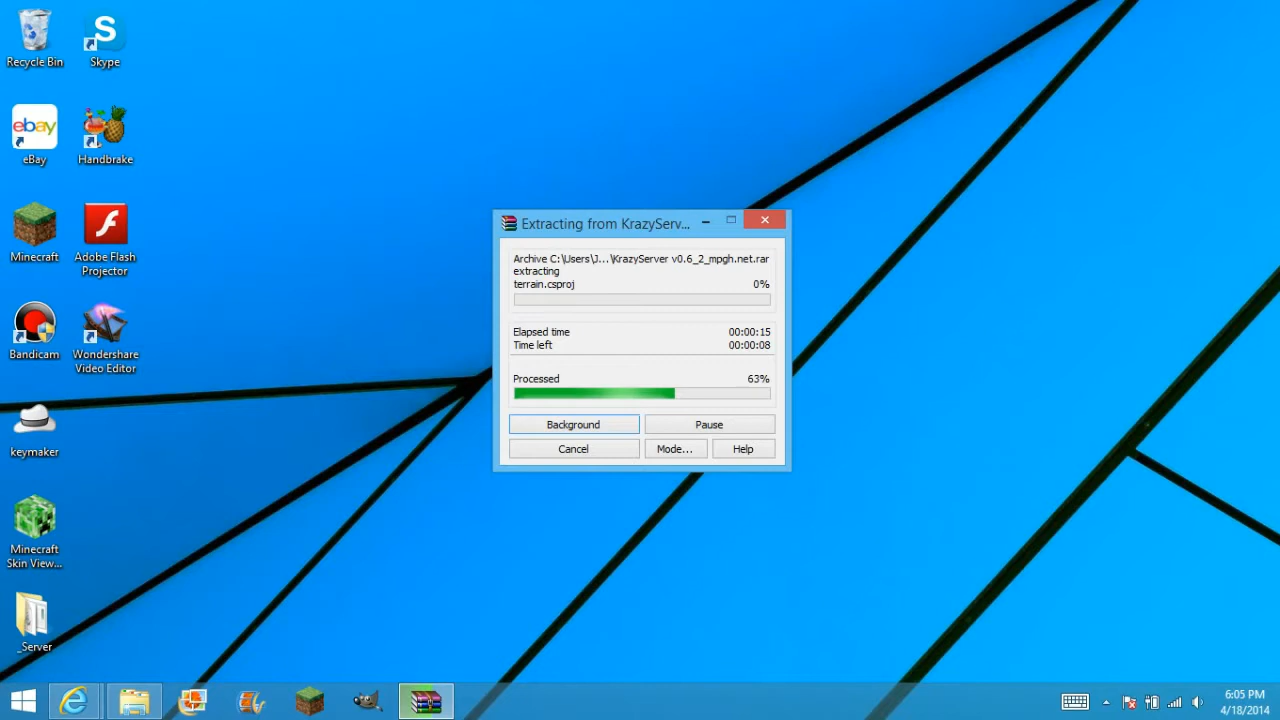 Recycle Bin
S
Skype
ebay
eBay
Handbrake
Minecraft
Adobe Flash
Projector
Bandicam
Wondershare
Video Editor
keymaker
Minecraft
Skin View...
_Server
Extracting from KrazyServ...
Archive C:\Users\J...\KrazyServer v0.6_2_mpgh.net.rar
extracting
terrain.csproj 0%
Elapsed time 00:00:15
Time left 00:00:08
Processed 63%
Background Pause
Cancel Mode... Help
6:05 PM
4/18/2014